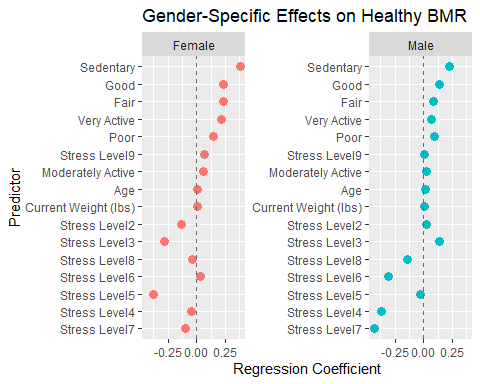 Gender-Specific Effects on Healthy BMR
Female
Male
Predictor
Sedentary
Good
Fair
Very Active
Poor
Stress Level9
Moderately Active
Age
Current Weight (lbs)
Stress Level2
Stress Level3
Stress Level8
Stress Level6
Stress Level5
Stress Level4
Stress Level7
Sedentary
Good
Fair
Very Active
Poor
Stress Level9
Moderately Active
Age
Current Weight (lbs)
Stress Level2
Stress Level3
Stress Level8
Stress Level6
Stress Level5
Stress Level4
Stress Level7
-0.25 0.00 0.25
-0.25 0.00 0.25
Regression Coefficient